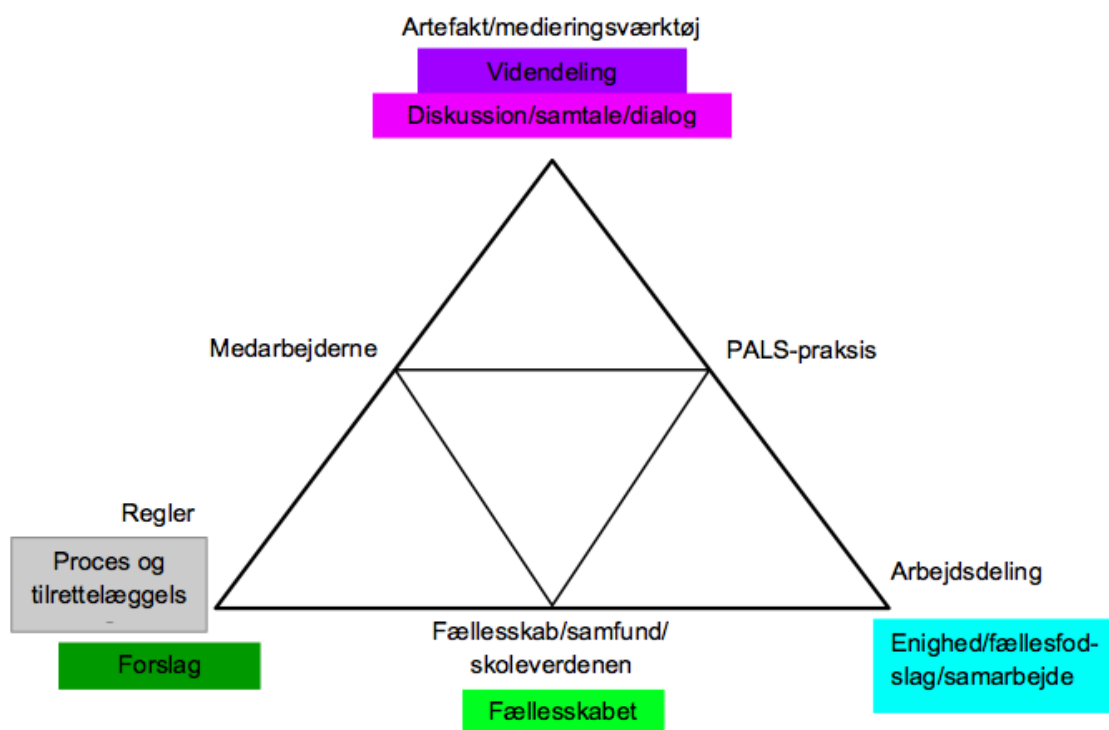 Artefakt/medieringsværktøj
Videndeling
Diskussion/samtale/dialog
Medarbejderne
PALS-praksis
Regler
Proces og
tilrettelæggels
Forslag
Fællesskab/samfund/
skoleverdenen
Fællesskabet
Arbejdsdeling
Enighed/fællesfod-
slag/samarbejde